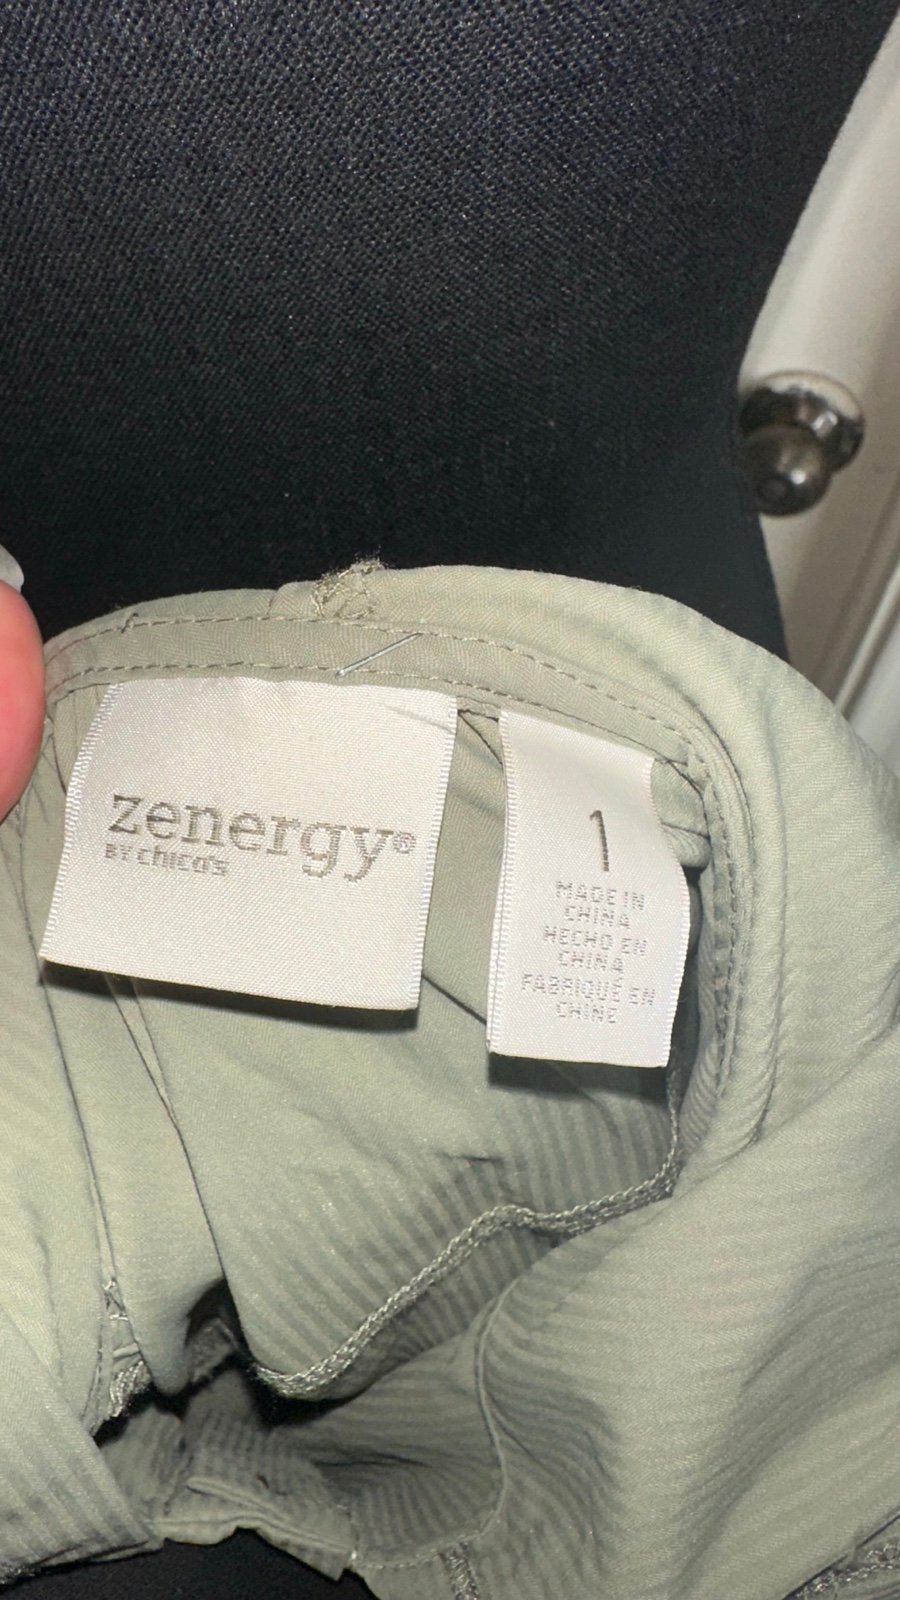 zenergy®
BY chico's
1
MADE IN
CHINA
HECHO EN
CHINA
FABRIQUÉ EN
CHINE